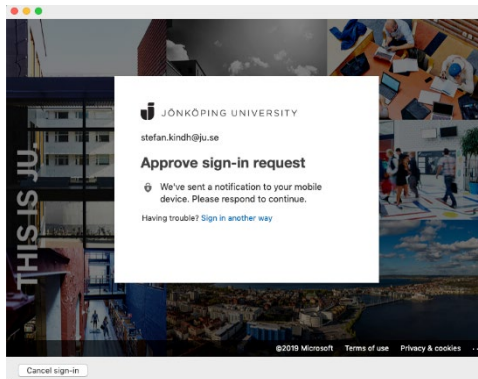 THIS IS JU
JÖNKÖPING UNIVERSITY
stefan.kindh@ju.se
Approve sign-in request
We've sent a notification to your mobile
device. Please respond to continue.
Having trouble? Sign in another way
©2019 Microsoft Terms of use Privacy & cookies ...
Cancel sign-in